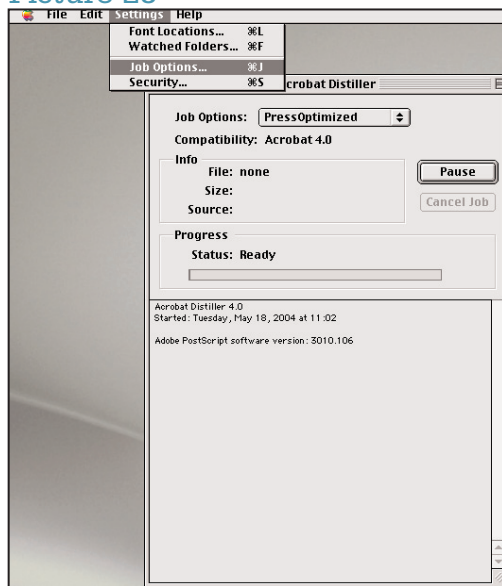 File Edit Settings Help
Font Locations... ⌘L
Watched Folders... ⌘F
Job Options... ⌘J
Security... ⌘S
crobat Distiller
Job Options: PressOptimized
Compatibility: Acrobat 4.0
Info
File: none
Size:
Source:
Pause
Cancel Job
Progress
Status: Ready
Acrobat Distiller 4.0
Started: Tuesday, May 18, 2004 at 11:02
Adobe PostScript software version: 3010.106